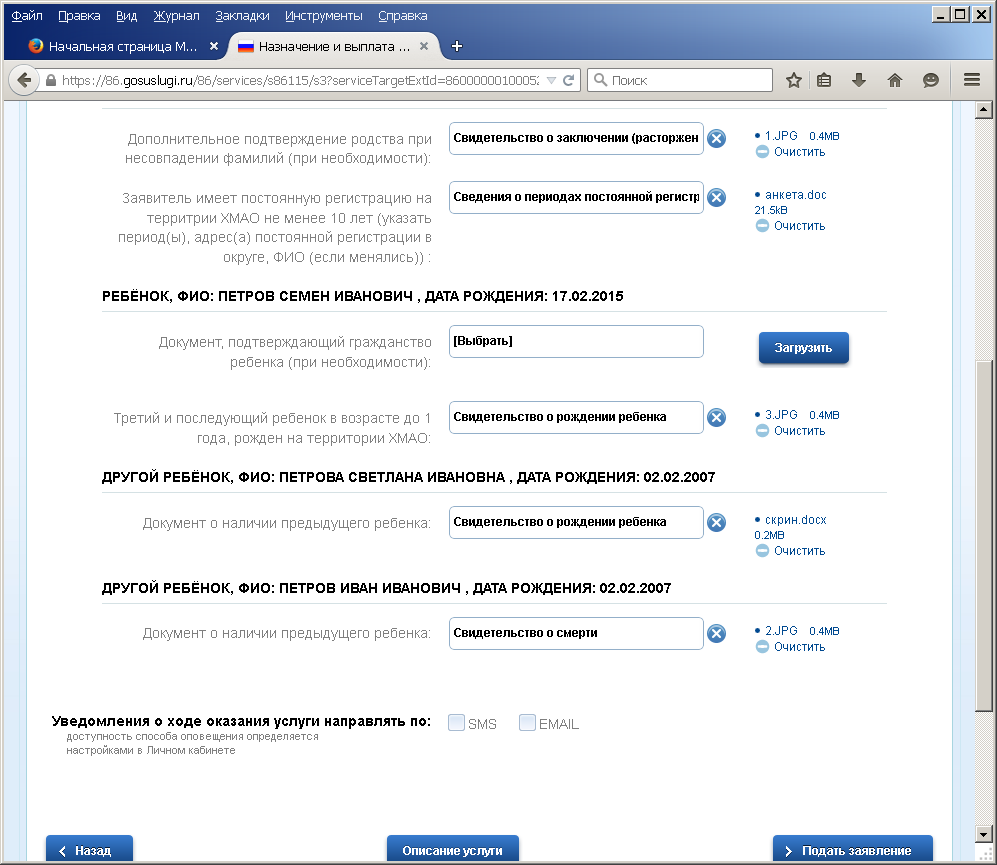 Файл Правка Вид Журнал Закладки Инструменты Справка
Начальная страница M... × Назначение и выплата ... × +
https://86.gosuslugi.ru/86/services/s86115/s3?serviceTargetExtId=860000000100052 Поиск
Дополнительное подтверждение родства при
несовпадении фамилий (при необходимости):
Свидетельство о заключении (расторжен
1.JPG 0.4MB
Очистить
Заявитель имеет постоянную регистрацию на
территрии ХМАО не менее 10 лет (указать
период(ы), адрес(а) постоянной регистрации в
округе, ФИО (если менялись)) :
Сведения о периодах постоянной регистр
анкета.doc
21.5kB
Очистить
РЕБЁНОК, ФИО: ПЕТРОВ СЕМЕН ИВАНОВИЧ , ДАТА РОЖДЕНИЯ: 17.02.2015
Документ, подтверждающий гражданство
ребенка (при необходимости):
[Выбрать]
Загрузить
Третий и последующий ребенок в возрасте до 1
года, рожден на территории ХМАО:
Свидетельство о рождении ребенка
3.JPG 0.4MB
Очистить
ДРУГОЙ РЕБЁНОК, ФИО: ПЕТРОВА СВЕТЛАНА ИВАНОВНА , ДАТА РОЖДЕНИЯ: 02.02.2007
Документ о наличии предыдущего ребенка:
Свидетельство о рождении ребенка
скрин.docx
0.2MB
Очистить
ДРУГОЙ РЕБЁНОК, ФИО: ПЕТРОВ ИВАН ИВАНОВИЧ , ДАТА РОЖДЕНИЯ: 02.02.2007
Документ о наличии предыдущего ребенка:
Свидетельство о смерти
2.JPG 0.4MB
Очистить
Уведомления о ходе оказания услуги направлять по:
SMS EMAIL
доступность способа оповещения определяется
настройками в Личном кабинете
Назад Описание услуги Подать заявление